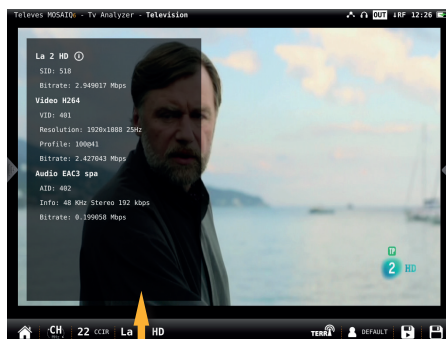 Televes MOSAIQ6 - Tv Analyzer - Television
OUT
RF 12:26
La 2 HD
SID: 518
Bitrate: 2.949017 Mbps
Video H264
VID: 401
Resolution: 1920x1088 25Hz
Profile: 100@41
Bitrate: 2.427043 Mbps
Audio EAC3 spa
AID: 402
Info: 48 KHz Stereo 192 kbps
Bitrate: 0.199058 Mbps
2 HD
CH 22 CCIR La HD TERR DEFAULT